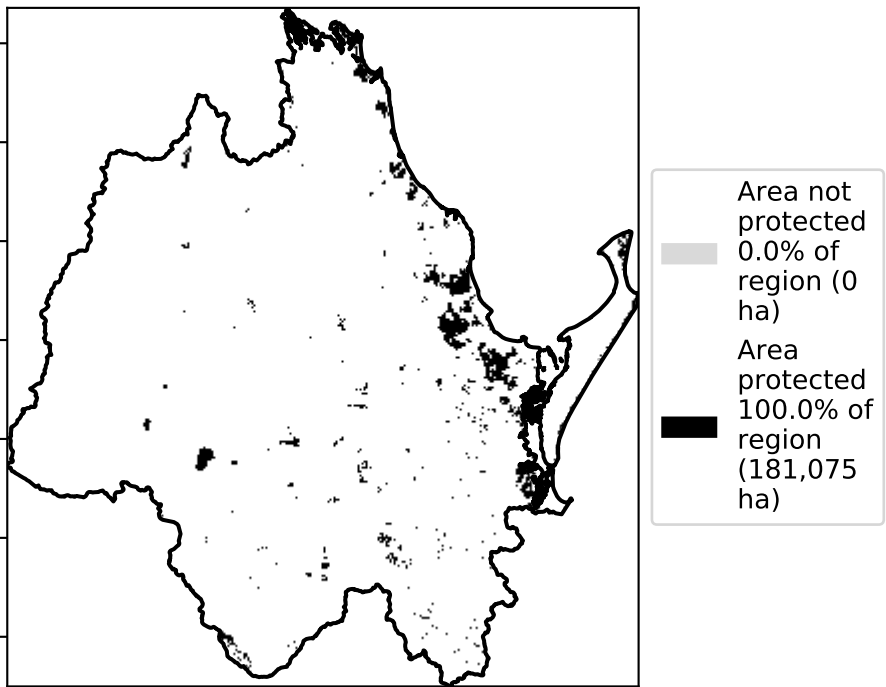 Area not
protected
0.0% of
region (0
ha)
Area
protected
100.0% of
region
(181,075
ha)